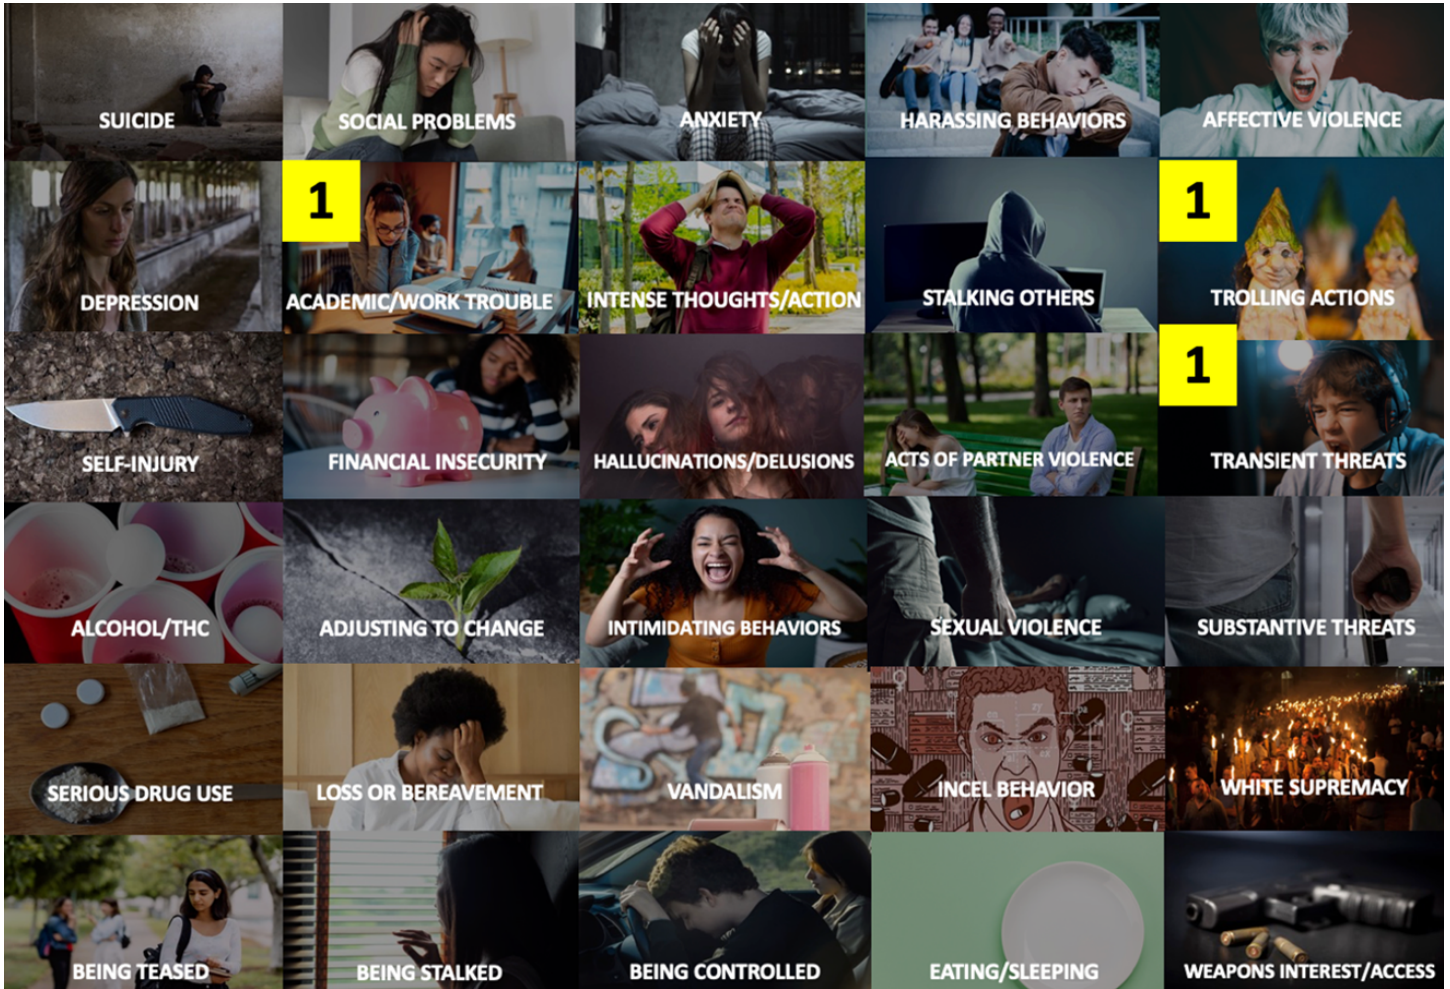 SUICIDE
SOCIAL PROBLEMS
ANXIETY
HARASSING BEHAVIORS
AFFECTIVE VIOLENCE
DEPRESSION
1
ACADEMIC/WORK TROUBLE
INTENSE THOUGHTS/ACTION
STALKING OTHERS
1
TROLLING ACTIONS
SELF-INJURY
FINANCIAL INSECURITY
HALLUCINATIONS/DELUSIONS
ACTS OF PARTNER VIOLENCE
1
TRANSIENT THREATS
ALCOHOL/THC
ADJUSTING TO CHANGE
INTIMIDATING BEHAVIORS
SEXUAL VIOLENCE
SUBSTANTIVE THREATS
SERIOUS DRUG USE
LOSS OR BEREAVEMENT
VANDALISM
INCEL BEHAVIOR
WHITE SUPREMACY
BEING TEASED
BEING STALKED
BEING CONTROLLED
EATING/SLEEPING
WEAPONS INTEREST/ACCESS